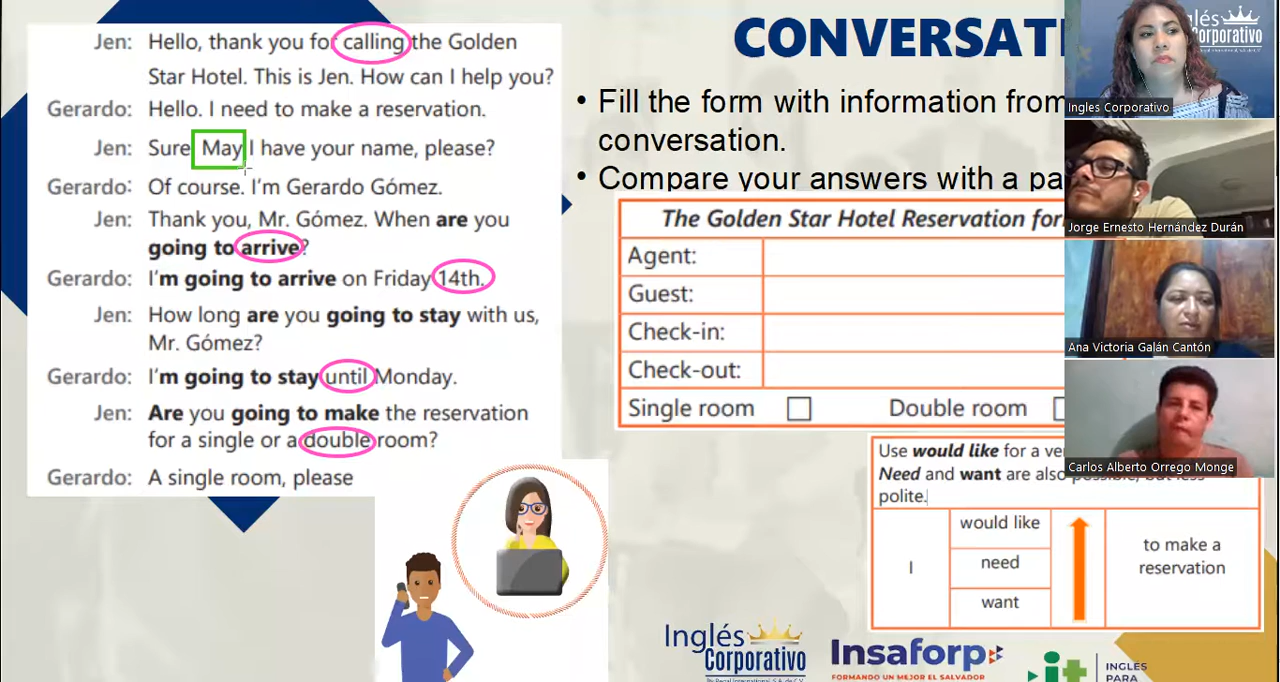 Jen: Hello, thank you for calling the Golden
Star Hotel. This is Jen. How can I help you?
Gerardo: Hello. I need to make a reservation.
Jen: Sure May I have your name, please?
Gerardo: Of course. I'm Gerardo Gómez.
Jen: Thank you, Mr. Gómez. When are you
going to arrive?
Gerardo: I'm going to arrive on Friday 14th.
Jen: How long are you going to stay with us,
Mr. Gómez?
Gerardo: I'm going to stay until Monday.
Jen: Are you going to make the reservation
for a single or a double room?
Gerardo: A single room, please
CONVERSATI
• Fill the form with information from
conversation.
• Compare your answers with a pa
The Golden Star Hotel Reservation for
Agent:
Guest:
Check-in:
Check-out:
Single room
Double room
Use would like for a ve
Need and want are also possible, but less
polite.
I
would like
need
want
to make a
reservation
Inglés
Corporativo
Ingles Corporativo
Jorge Ernesto Hernández Durán
Ana Victoria Galán Cantón
Carlos Alberto Orrego Monge
Inglés
Corporativo
Insaforp
FORMANDO UN MEJOR EL SALVADOR
it
INGLÉS
PARA